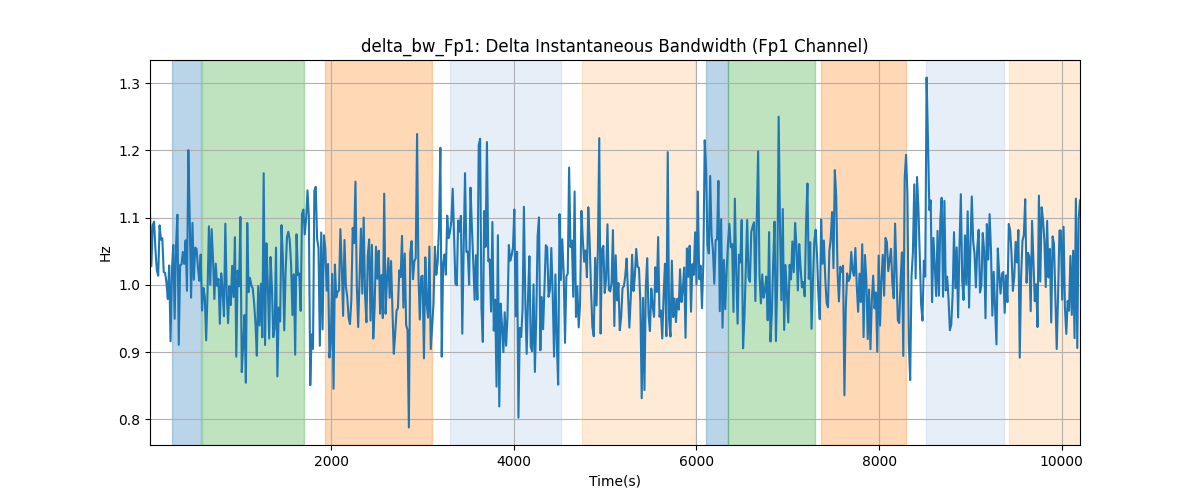 delta_bw_Fp1: Delta Instantaneous Bandwidth (Fp1 Channel)
1.3
1.2
1.1
1.0
0.9
0.8
Hz
2000 4000 6000 8000 10000
Time(s)